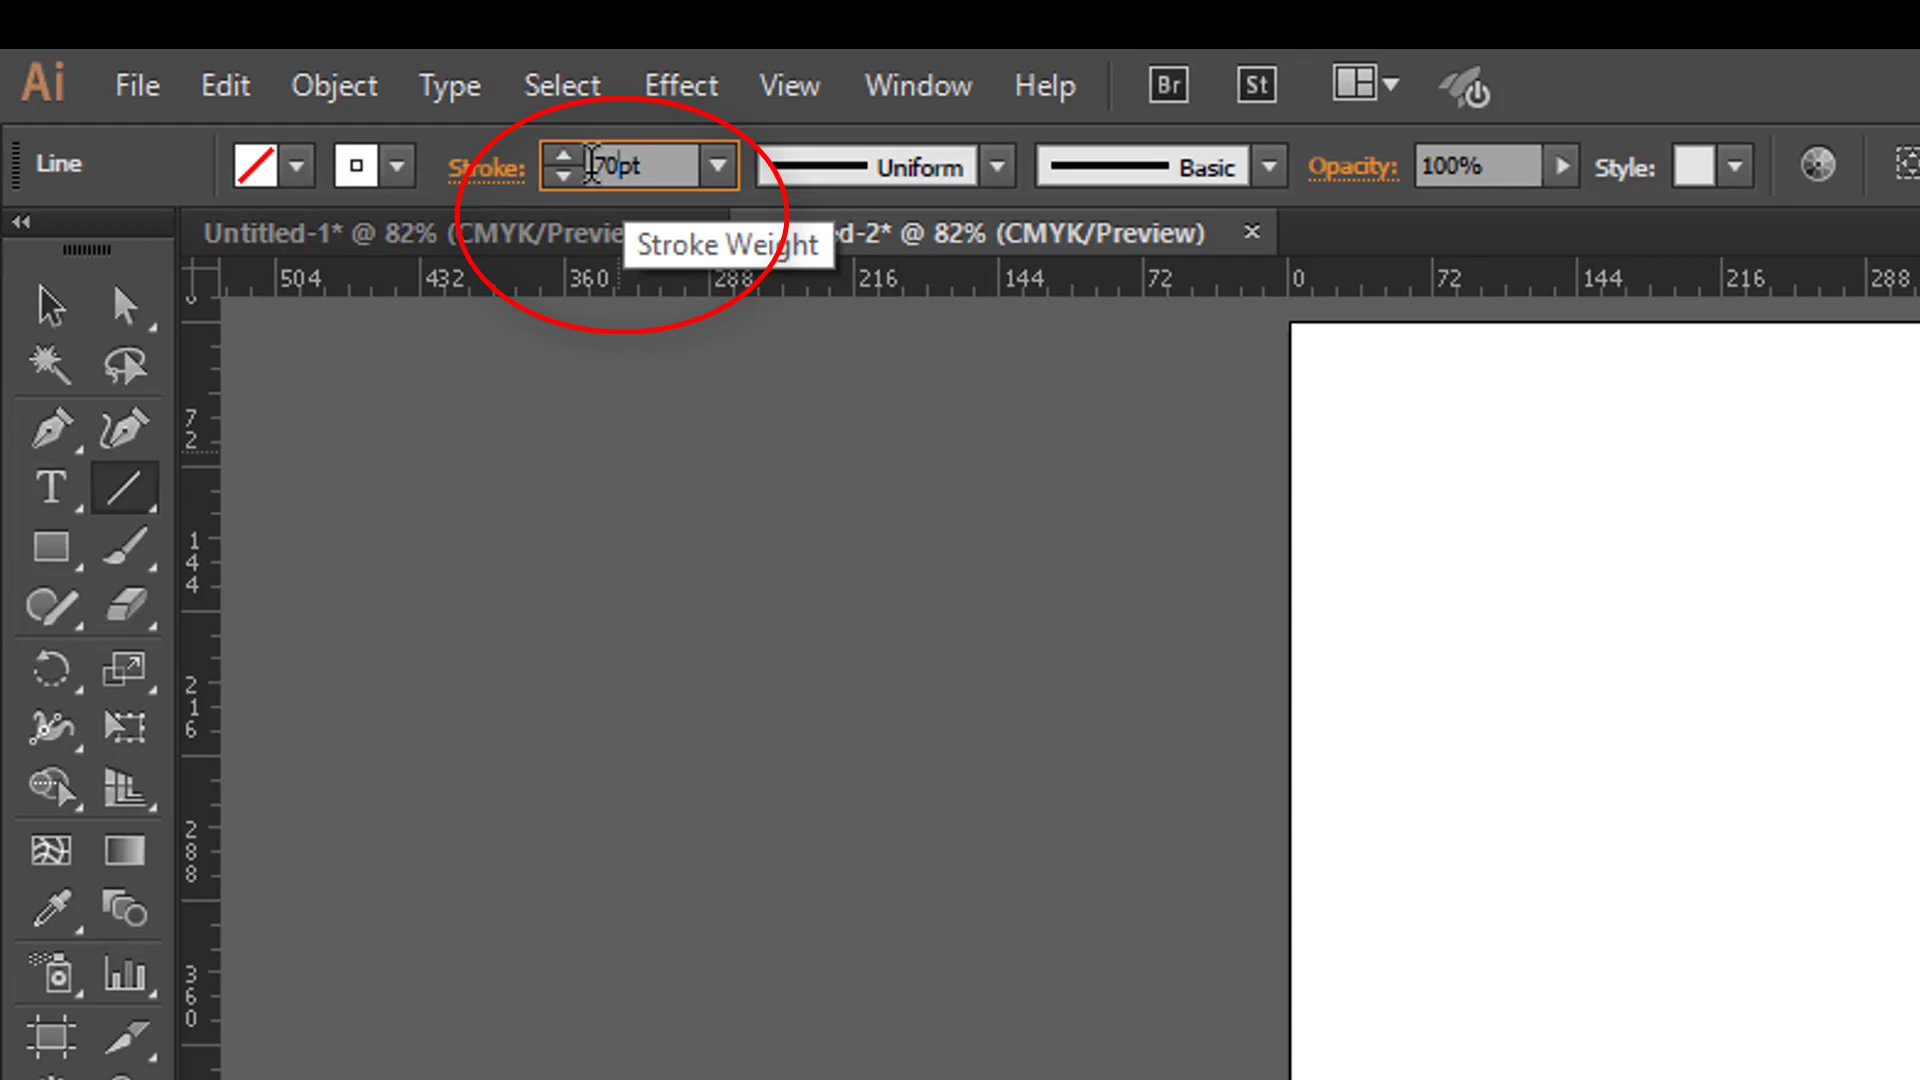 Ai File Edit Object Type Select Effect View Window Help Br St
Line Stroke: 70pt Uniform Basic Opacity: 100% Style:
Untitled-1* @ 82% (CMYK/Previe d-2* @ 82% (CMYK/Preview) ×
Stroke Weight
504 432 360 288 216 144 72 0 72 144 216 288
72
T
144
216
288
360